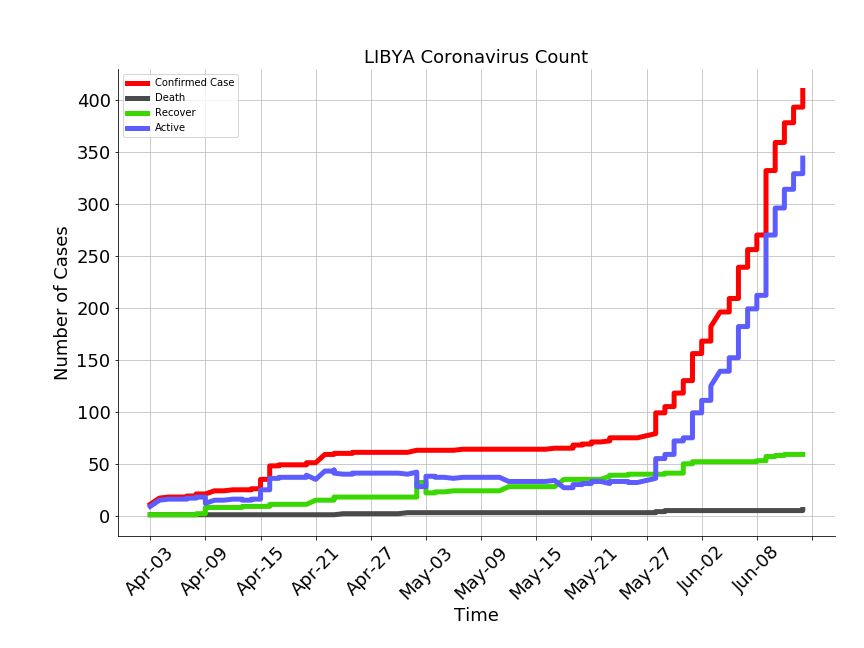 LIBYA Coronavirus Count
Confirmed Case
Death
Recover
Active
Number of Cases
400
350
300
250
200
150
100
50
0
Apr-03
Apr-09
Apr-15
Apr-21
Apr-27
May-03
May-09
May-15
May-21
May-27
Jun-02
Jun-08
Time